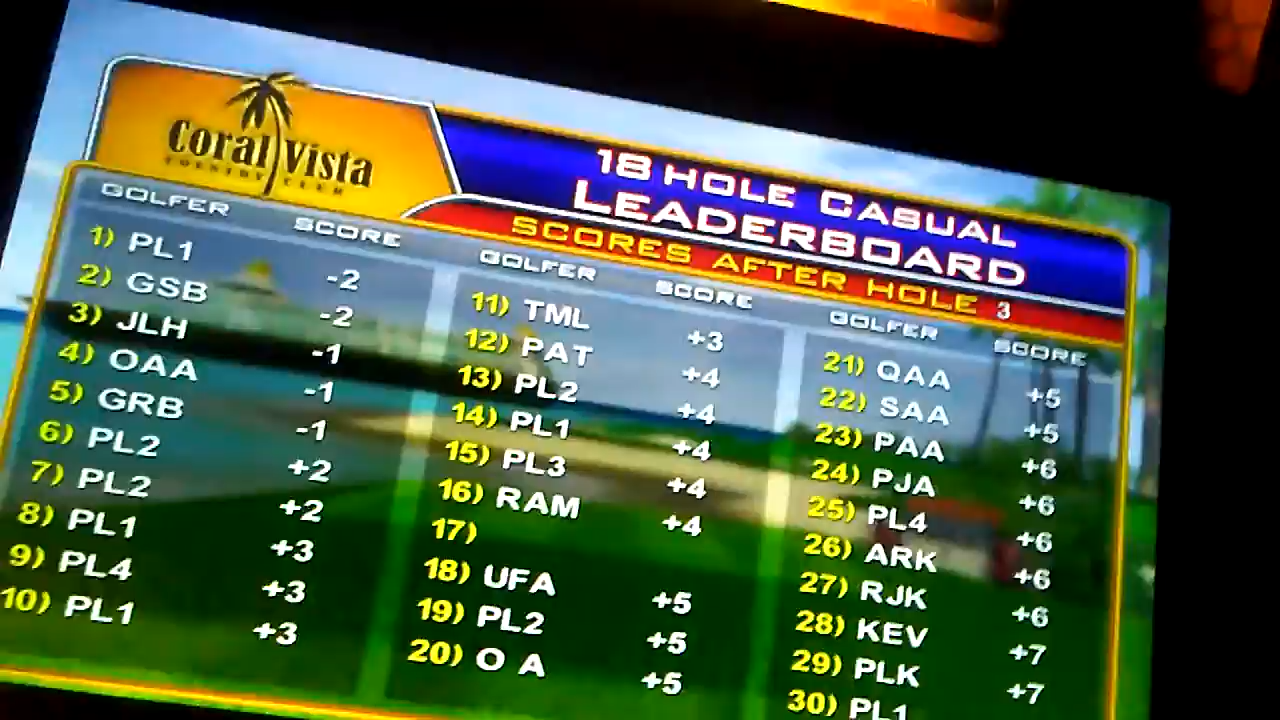 Coral Vista
COUNTRY CLUB
18 HOLE CASUAL
LEADERBOARD
SCORES AFTER HOLE 3
GOLFER SCORE
1) PL1 -2
2) GSB -2
3) JLH -1
4) OAA -1
5) GRB -1
6) PL2 +2
7) PL2 +2
8) PL1 +3
9) PL4 +3
10) PL1 +3
GOLFER SCORE
11) TML +3
12) PAT +4
13) PL2 +4
14) PL1 +4
15) PL3 +4
16) RAM +4
17)
18) UFA +5
19) PL2 +5
20) O A +5
GOLFER SCORE
21) QAA +5
22) SAA +5
23) PAA +6
24) PJA +6
25) PL4 +6
26) ARK +6
27) RJK +6
28) KEV +7
29) PLK +7
30) PL1